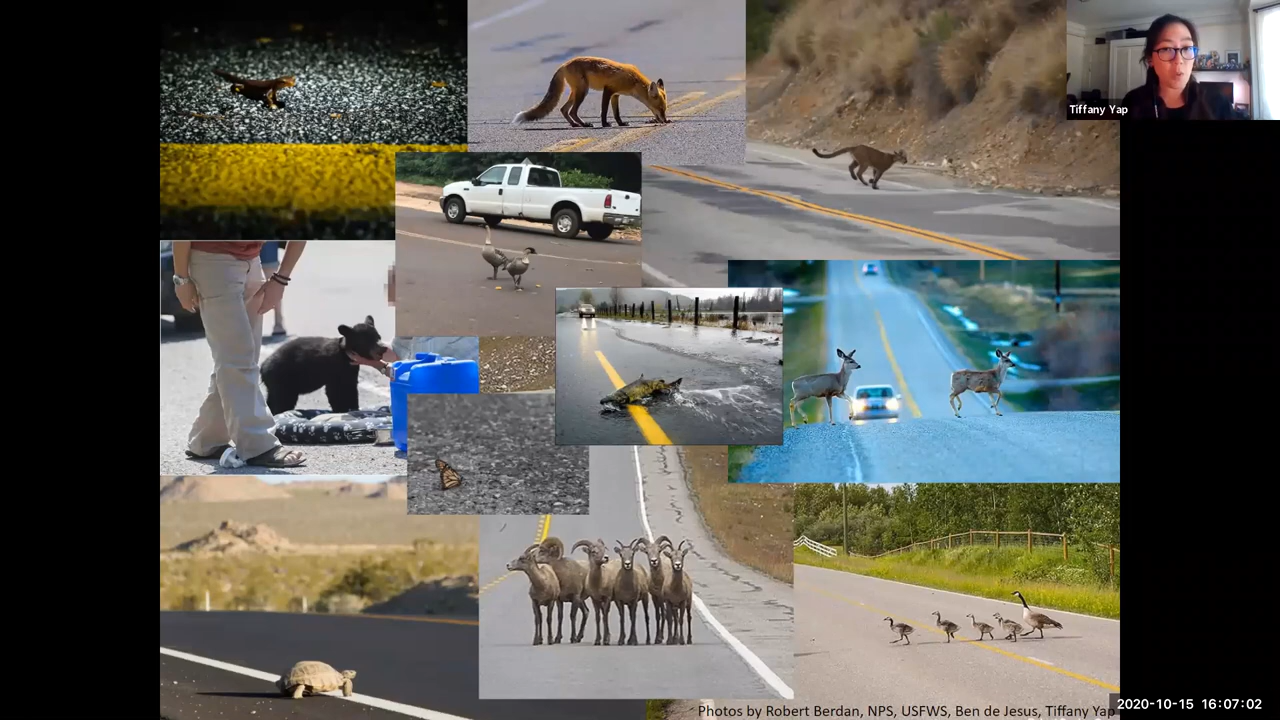 Tiffany Yap
Photos by Robert Berdan, NPS, USFWS, Ben de Jesus, Tiffany Yap
2020-10-15 16:07:02